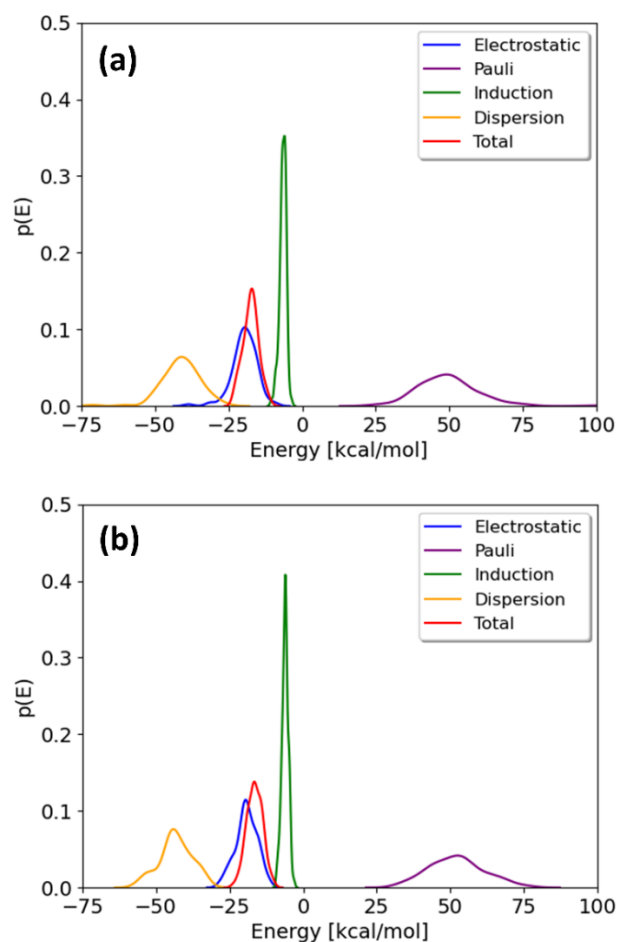 0.5
(a)
Electrostatic
Pauli
Induction
Dispersion
Total
0.4
0.3
p(E)
0.2
0.1
0.0
−75 −50 −25 0 25 50 75 100
Energy [kcal/mol]
0.5
(b)
Electrostatic
Pauli
Induction
Dispersion
Total
0.4
0.3
p(E)
0.2
0.1
0.0
−75 −50 −25 0 25 50 75 100
Energy [kcal/mol]